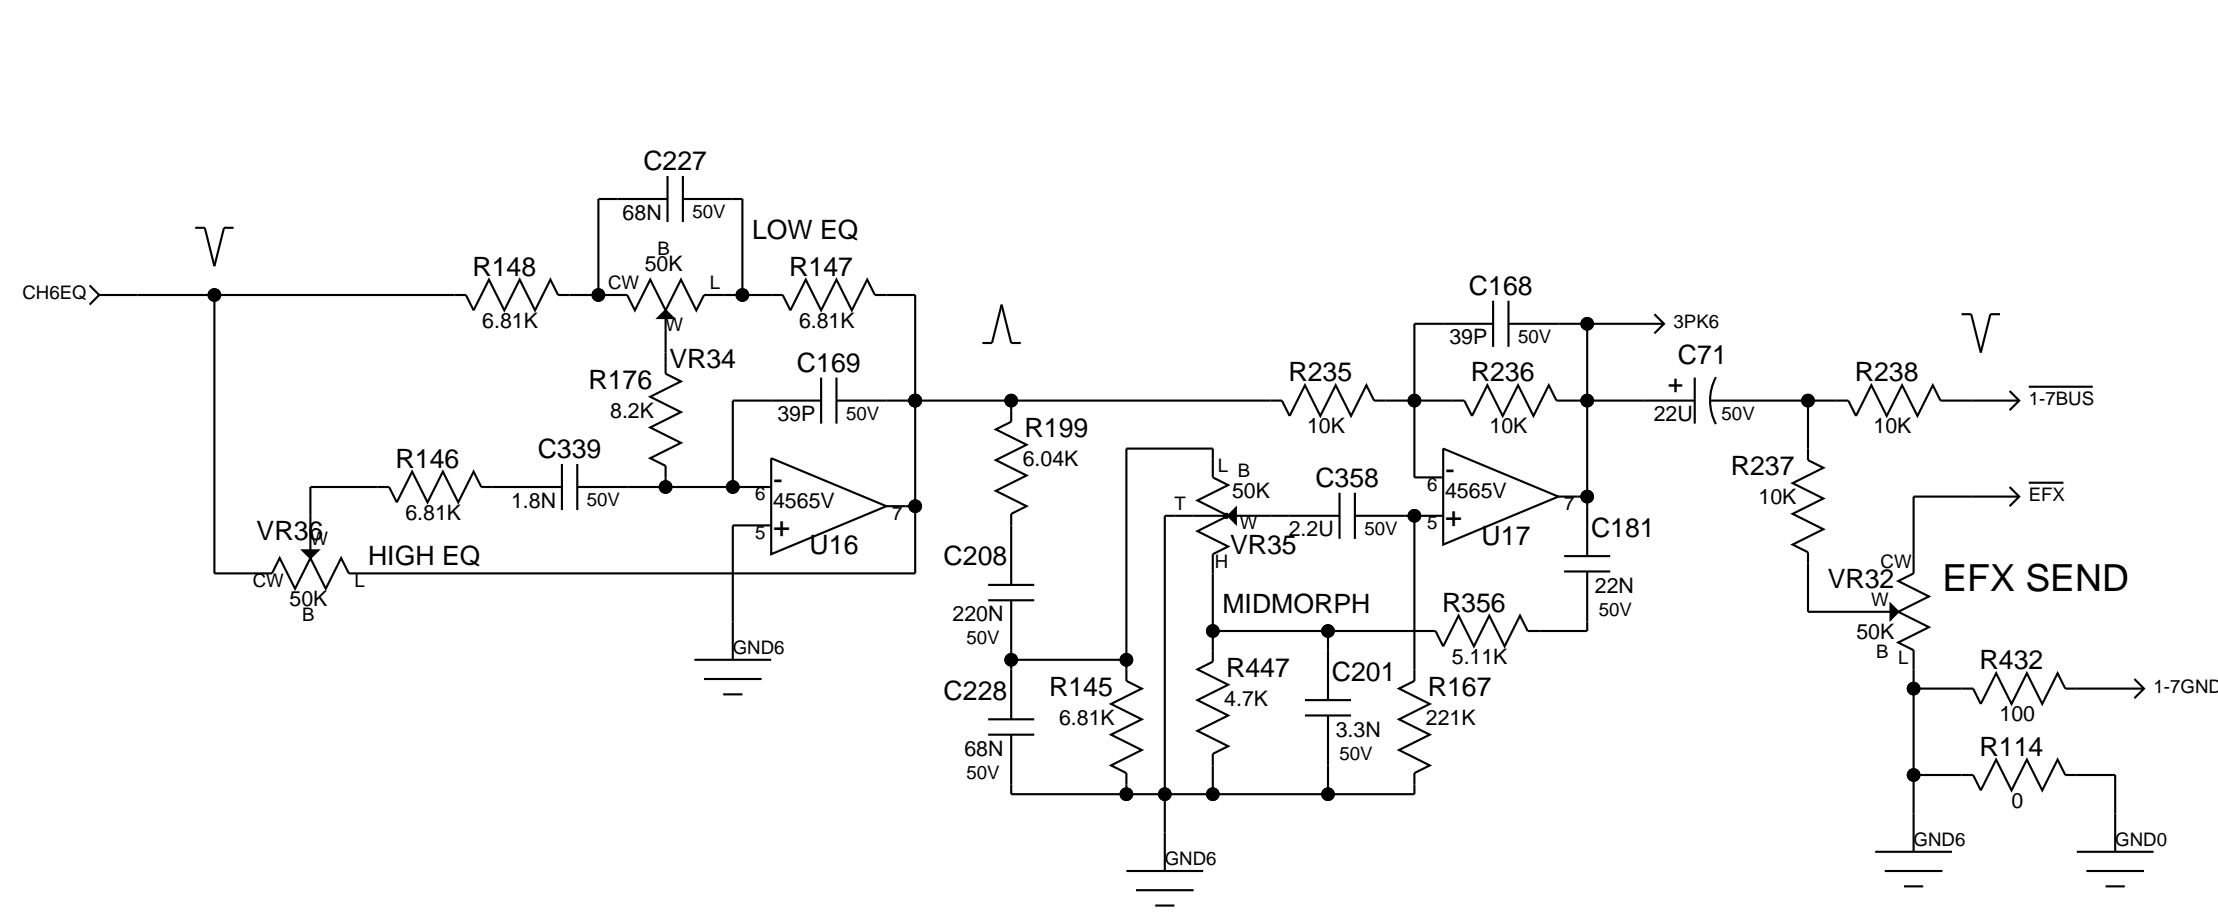 C227
68N
50V
LOW EQ
B
50K
CW
L
W
VR34
R148
6.81K
R147
6.81K
CH6EQ
R176
8.2K
C169
39P
50V
R146
6.81K
C339
1.8N
50V
6
-
4565V
7
5
+
U16
VR36
W
HIGH EQ
CW
L
50K
B
GND6
R199
6.04K
C208
220N
50V
C228
68N
50V
R145
6.81K
L
B
50K
T
W
VR35
H
C358
2.2U
50V
MIDMORPH
R447
4.7K
C201
3.3N
50V
R167
221K
R356
5.11K
GND6
R235
10K
C168
39P
50V
R236
10K
6
-
4565V
7
5
+
U17
C181
22N
50V
3PK6
C71
+
22U
50V
R238
10K
1-7BUS
R237
10K
EFX
CW
VR32
W
50K
B
L
EFX SEND
R432
100
1-7GND
R114
0
GND6
GND0